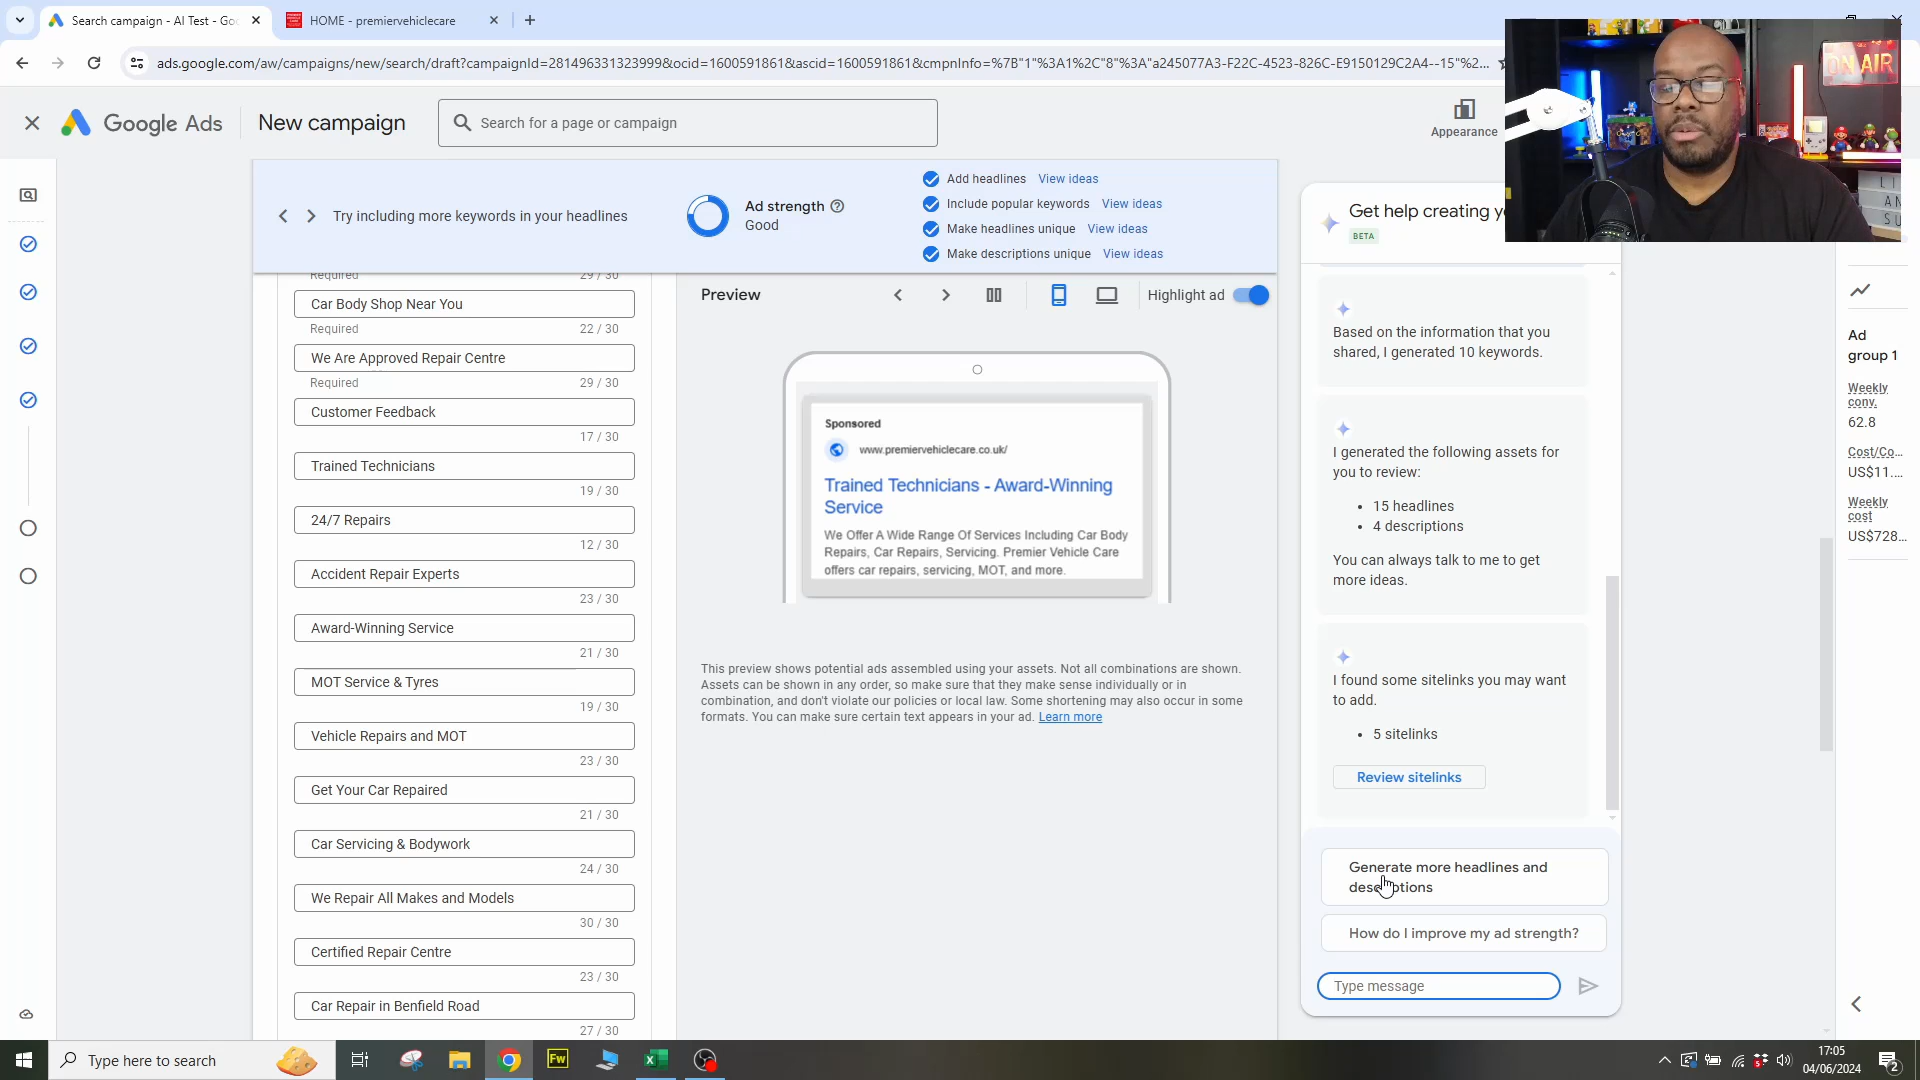 Search campaign - AI Test - Goo
HOME - premiervehiclecare
ads.google.com/aw/campaigns/new/search/draft?campaignId=281496331323999&ocid=1600591861&ascid=1600591861&cmpnInfo=%7B"1"%3A1%2C"8"%3A"a245077A3-F22C-4523-826C-E9150129C2A4--15"%2...
ON AIR
Google Ads
New campaign
Search for a page or campaign
Appearance
Try including more keywords in your headlines
Ad strength
Good
Add headlines View ideas
Include popular keywords View ideas
Make headlines unique View ideas
Make descriptions unique View ideas
Required 29 / 30
Car Body Shop Near You
Required 22 / 30
We Are Approved Repair Centre
Required 29 / 30
Customer Feedback
17 / 30
Trained Technicians
19 / 30
24/7 Repairs
12 / 30
Accident Repair Experts
23 / 30
Award-Winning Service
21 / 30
MOT Service & Tyres
19 / 30
Vehicle Repairs and MOT
23 / 30
Get Your Car Repaired
21 / 30
Car Servicing & Bodywork
24 / 30
We Repair All Makes and Models
30 / 30
Certified Repair Centre
23 / 30
Car Repair in Benfield Road
27 / 30
Preview
Highlight ad
Sponsored
www.premiervehiclecare.co.uk/
Trained Technicians - Award-Winning
Service
We Offer A Wide Range Of Services Including Car Body
Repairs, Car Repairs, Servicing. Premier Vehicle Care
offers car repairs, servicing, MOT, and more.
This preview shows potential ads assembled using your assets. Not all combinations are shown.
Assets can be shown in any order, so make sure that they make sense individually or in
combination, and don't violate our policies or local law. Some shortening may also occur in some
formats. You can make sure certain text appears in your ad. Learn more
Get help creating
BETA
Based on the information that you
shared, I generated 10 keywords.
I generated the following assets for
you to review:
• 15 headlines
• 4 descriptions
You can always talk to me to get
more ideas.
I found some sitelinks you may want
to add.
• 5 sitelinks
Review sitelinks
Generate more headlines and
descriptions
How do I improve my ad strength?
Type message
Ad
group 1
Weekly
conv.
62.8
Cost/Co...
US$11....
Weekly
cost
US$728...
Type here to search
Fw
17:05
04/06/2024
2